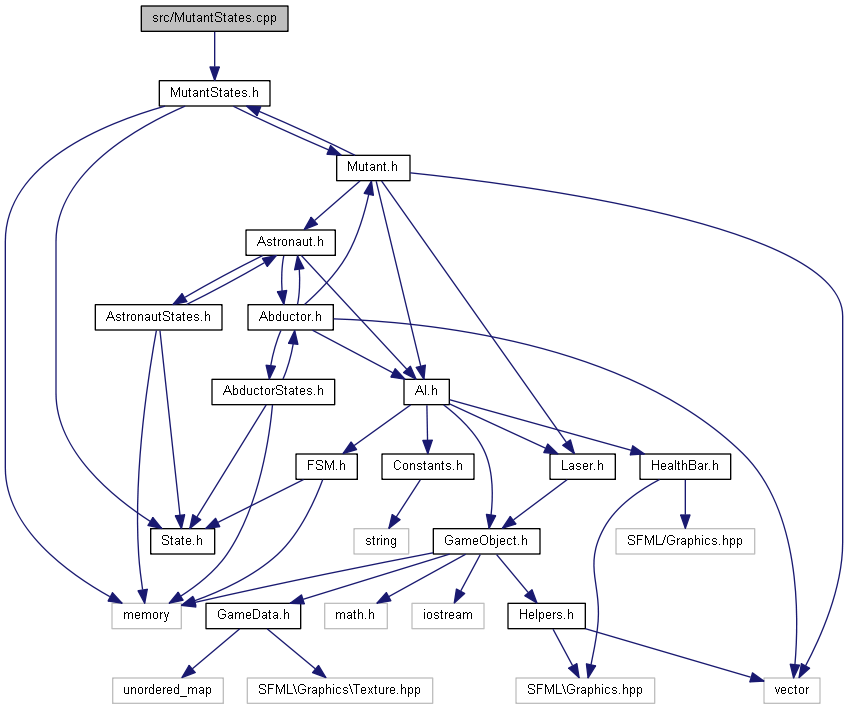 src/MutantStates.cpp
MutantStates.h
Mutant.h
Astronaut.h
AstronautStates.h
Abductor.h
AbductorStates.h
AI.h
FSM.h
Constants.h
Laser.h
HealthBar.h
State.h
string
GameObject.h
SFML/Graphics.hpp
memory
GameData.h
math.h
iostream
Helpers.h
unordered_map
SFML\Graphics\Texture.hpp
SFML\Graphics.hpp
vector